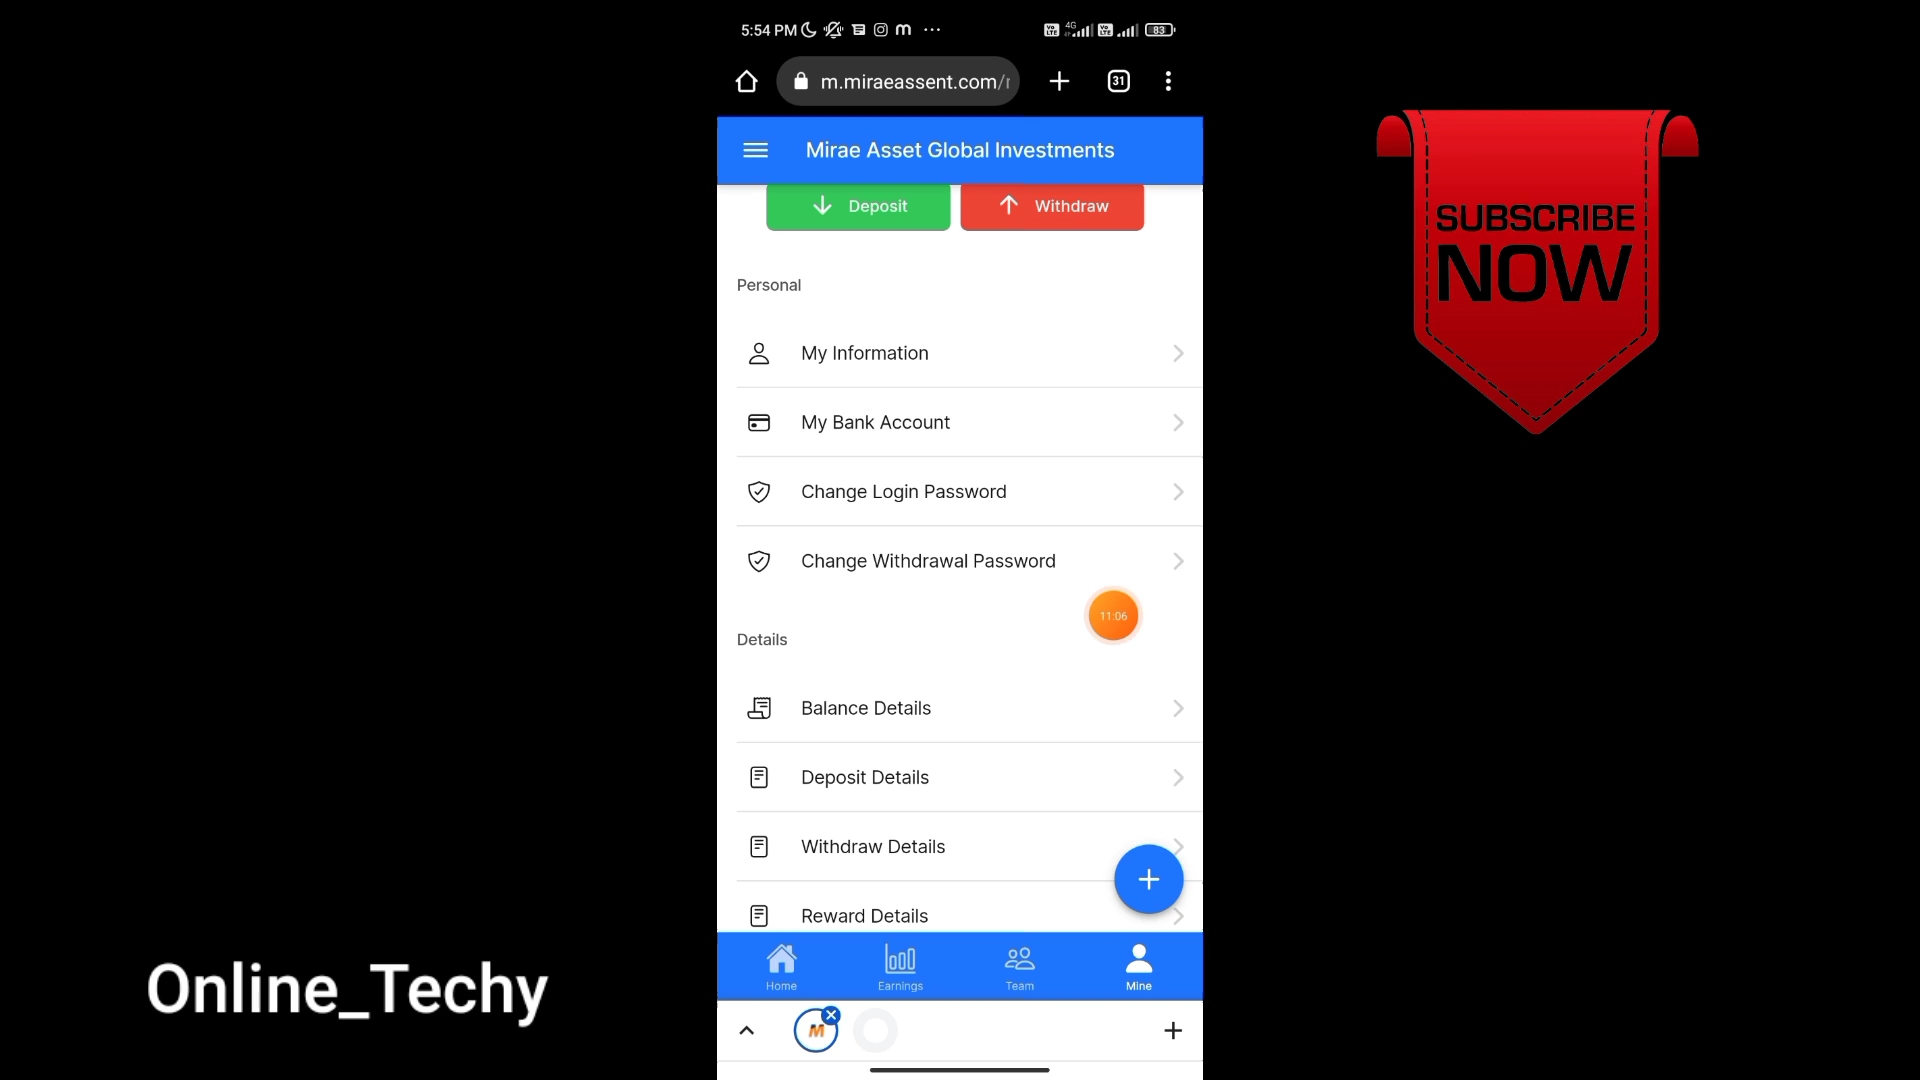 5:54 PM
4G
83
m.miraeassent.com/r
31
Mirae Asset Global Investments
Deposit
Withdraw
SUBSCRIBE
NOW
Personal
My Information
My Bank Account
Change Login Password
Change Withdrawal Password
11:06
Details
Balance Details
Deposit Details
Withdraw Details
Reward Details
Home
Earnings
Team
Mine
Online_Techy
M